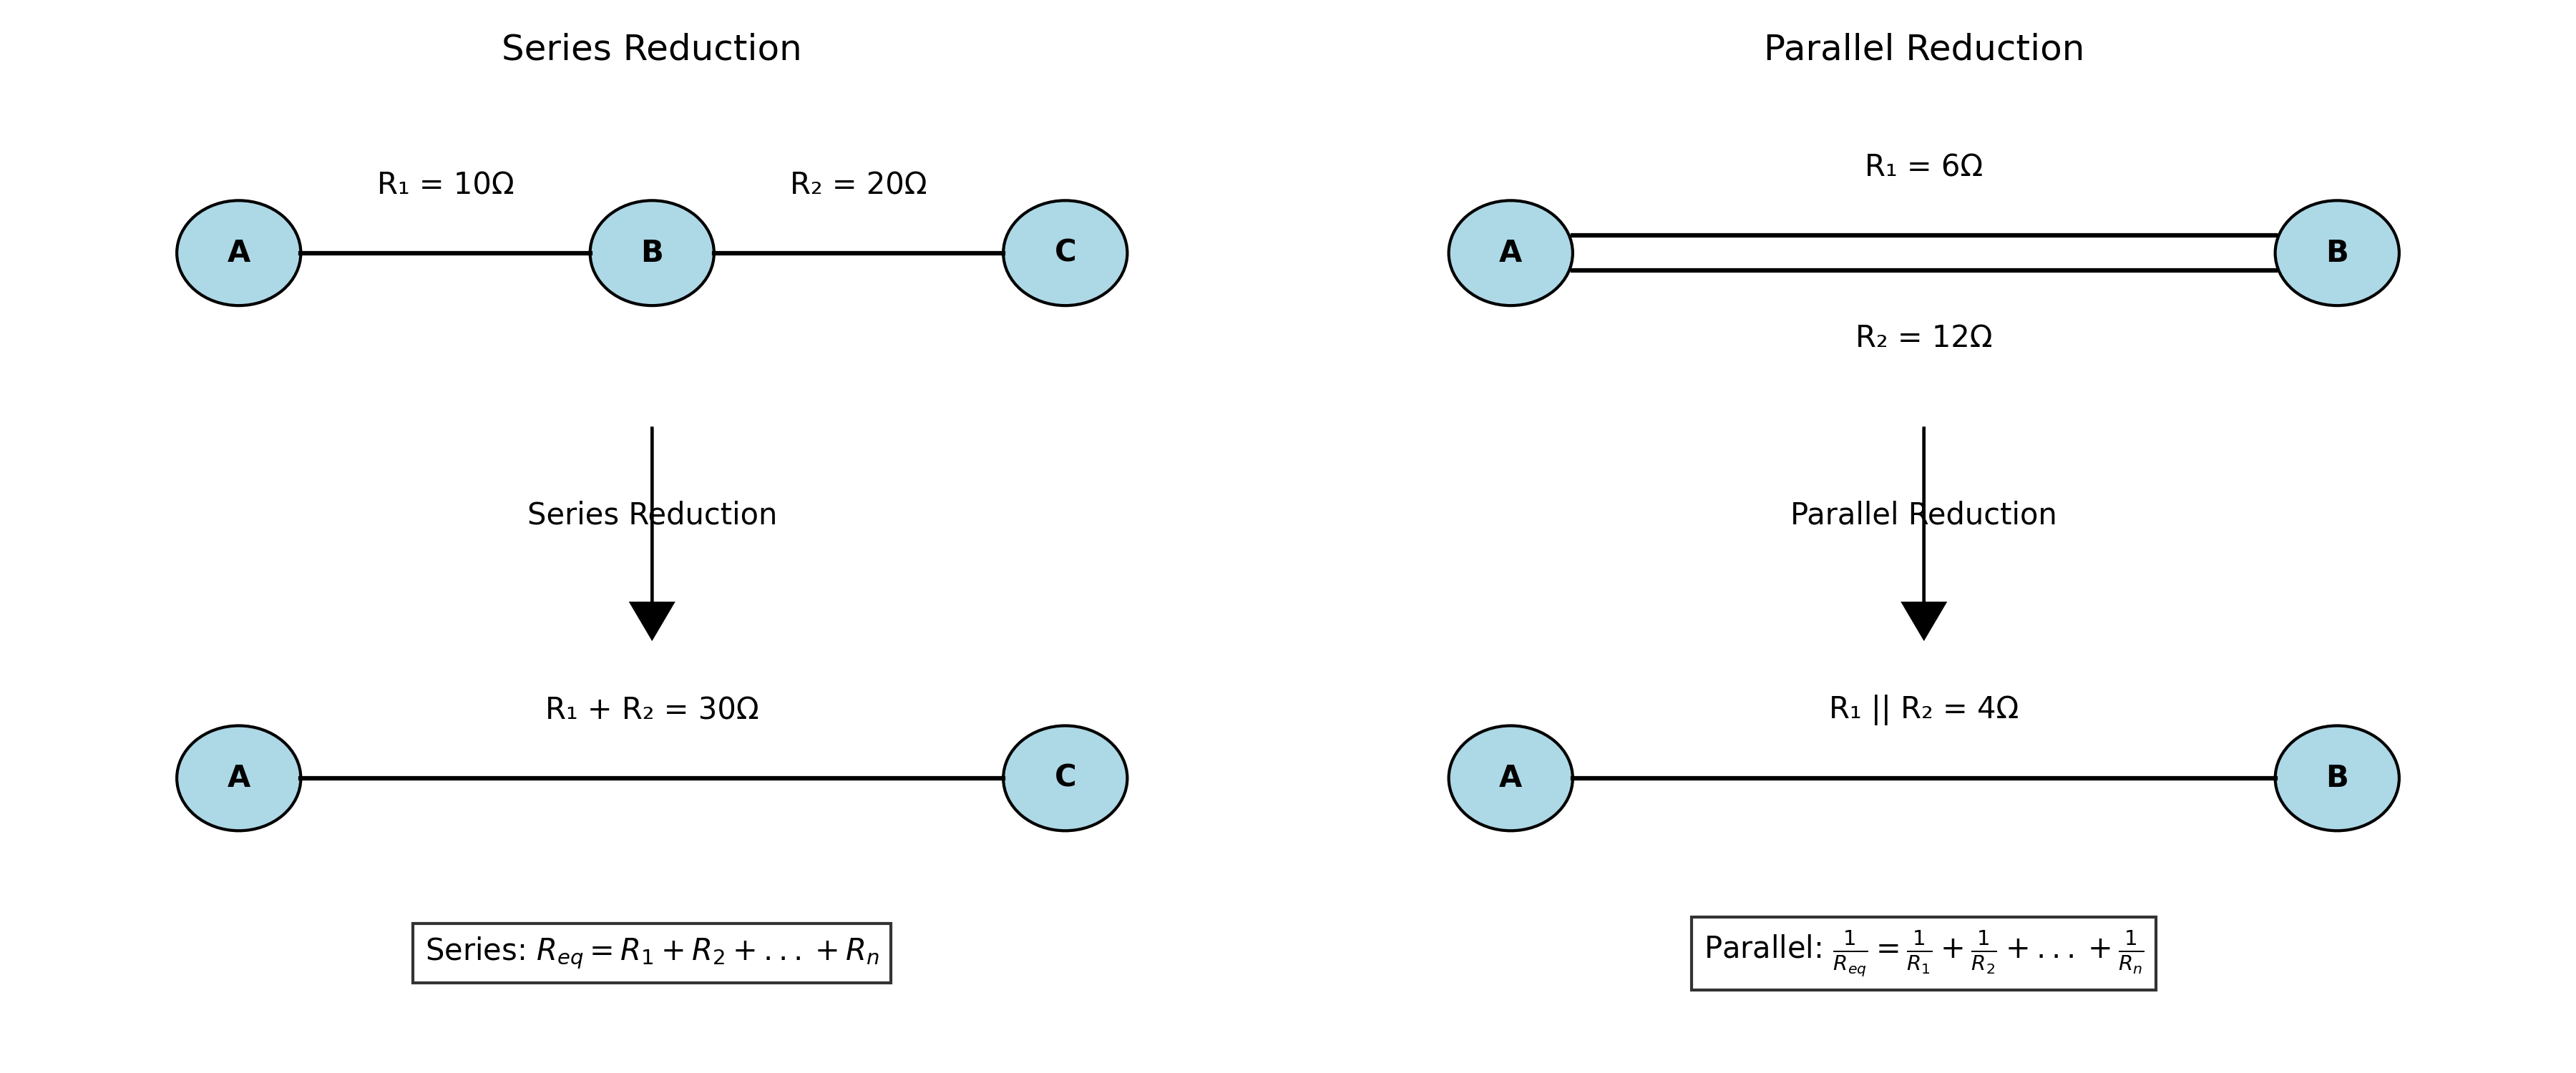 Series Reduction
R₁ = 10Ω
R₂ = 20Ω
A
B
C
Series Reduction
R₁ + R₂ = 30Ω
A
C
Series: $R_{eq} = R_1 + R_2 + ... + R_n$
Parallel Reduction
R₁ = 6Ω
A
B
R₂ = 12Ω
Parallel Reduction
R₁ || R₂ = 4Ω
A
B
Parallel: $\frac{1}{R_{eq}} = \frac{1}{R_1} + \frac{1}{R_2} + ... + \frac{1}{R_n}$